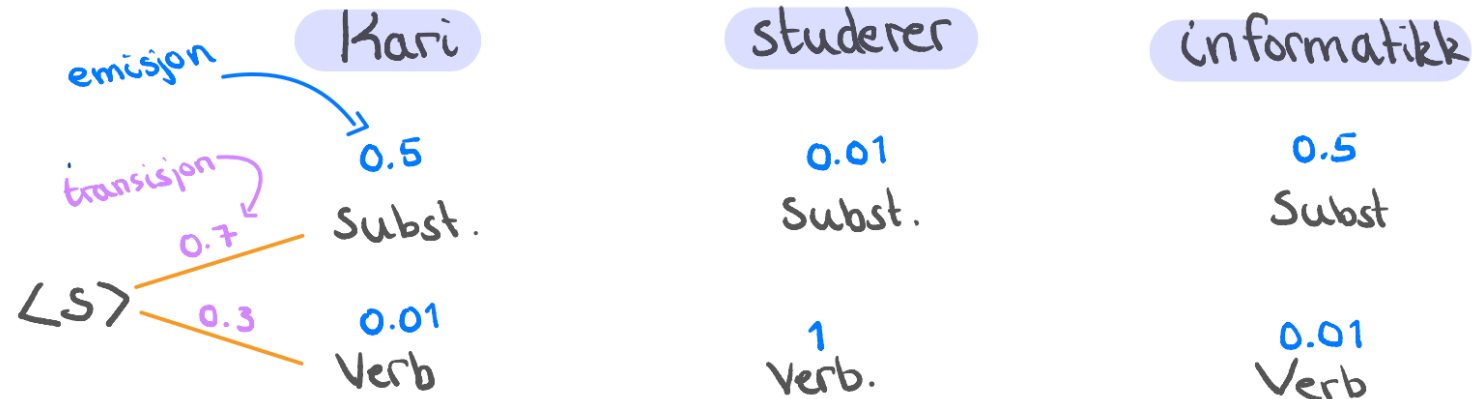 Kari studerer informatikk
emisjon
0.5 0.01 0.5
transisjon
Subst. Subst. Subst
0.7
<S>
0.3 0.01 1 0.01
Verb Verb. Verb